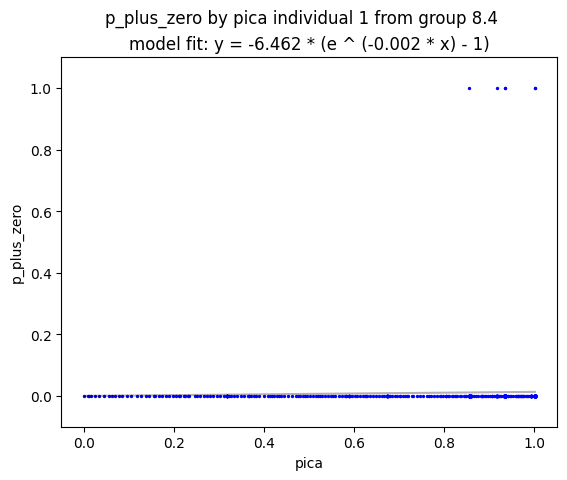 p_plus_zero by pica individual 1 from group 8.4
model fit: y = -6.462 * (e ^ (-0.002 * x) - 1)
1.0
0.8
0.6
0.4
0.2
0.0
p_plus_zero
0.0 0.2 0.4 0.6 0.8 1.0
pica